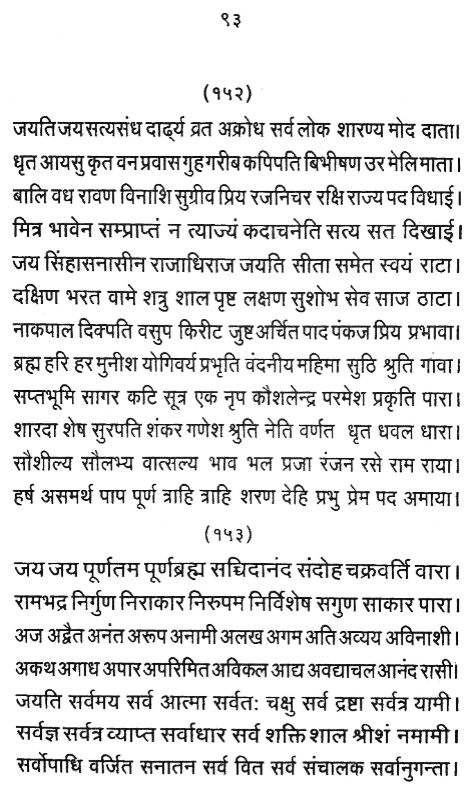 ९३
(१५२)
जयति जय सत्यसंध दार्ढ्य व्रत अक्रोध सर्व लोक शारण्य मोद दाता।
धृत आयसु कृत वन प्रवास गुह गरीब कपिपति बिभीषण उर मेलि माता।
बालि वध रावण विनाशि सुग्रीव प्रिय रजनिचर रक्षि राज्य पद विधाई।
मित्र भावेन सम्प्राप्तं न त्याज्यं कदाचनेति सत्य सत दिखाई।
जय सिंहासनासीन राजाधिराज जयति सीता समेत स्वयं राटा।
दक्षिण भरत वामे शत्रु शाल पृष्ट लक्षण सुशोभ सेव साज ठाटा।
नाकपाल दिक्पति वसुप किरीट जुष्ट अर्चित पाद पंकज प्रिय प्रभावा।
ब्रह्म हरि हर मुनीश योगिवर्य प्रभृति वंदनीय महिमा सुठि श्रुति गावा।
सप्तभूमि सागर कटि सूत्र एक नृप कौशलेन्द्र परमेश प्रकृति पारा।
शारदा शेष सुरपति शंकर गणेश श्रुति नेति वर्णत धृत धवल धारा।
सौशील्य सौलभ्य वात्सल्य भाव भल प्रजा रंजन रसे राम राया।
हर्ष असमर्थ पाप पूर्ण त्राहि त्राहि शरण देहि प्रभु प्रेम पद अमाया।
(१५३)
जय जय पूर्णतम पूर्णब्रह्म सच्चिदानंद संदोह चक्रवर्ति वारा।
रामभद्र निर्गुण निराकार निरुपम निर्विशेष सगुण साकार पारा।
अज अद्वैत अनंत अरूप अनामी अलख अगम अति अव्यय अविनाशी।
अकथ अगाध अपार अपरिमित अविकल आद्य अवद्याचल आनंद रासी।
जयति सर्वमय सर्व आत्मा सर्वतः चक्षु सर्व द्रष्टा सर्वत्र यामी।
सर्वज्ञ सर्वत्र व्याप्त सर्वाधार सर्व शक्ति शाल श्रीशं नमामी।
सर्वोपाधि वर्जित सनातन सर्व वित सर्व संचालक सर्वानुगन्ता।